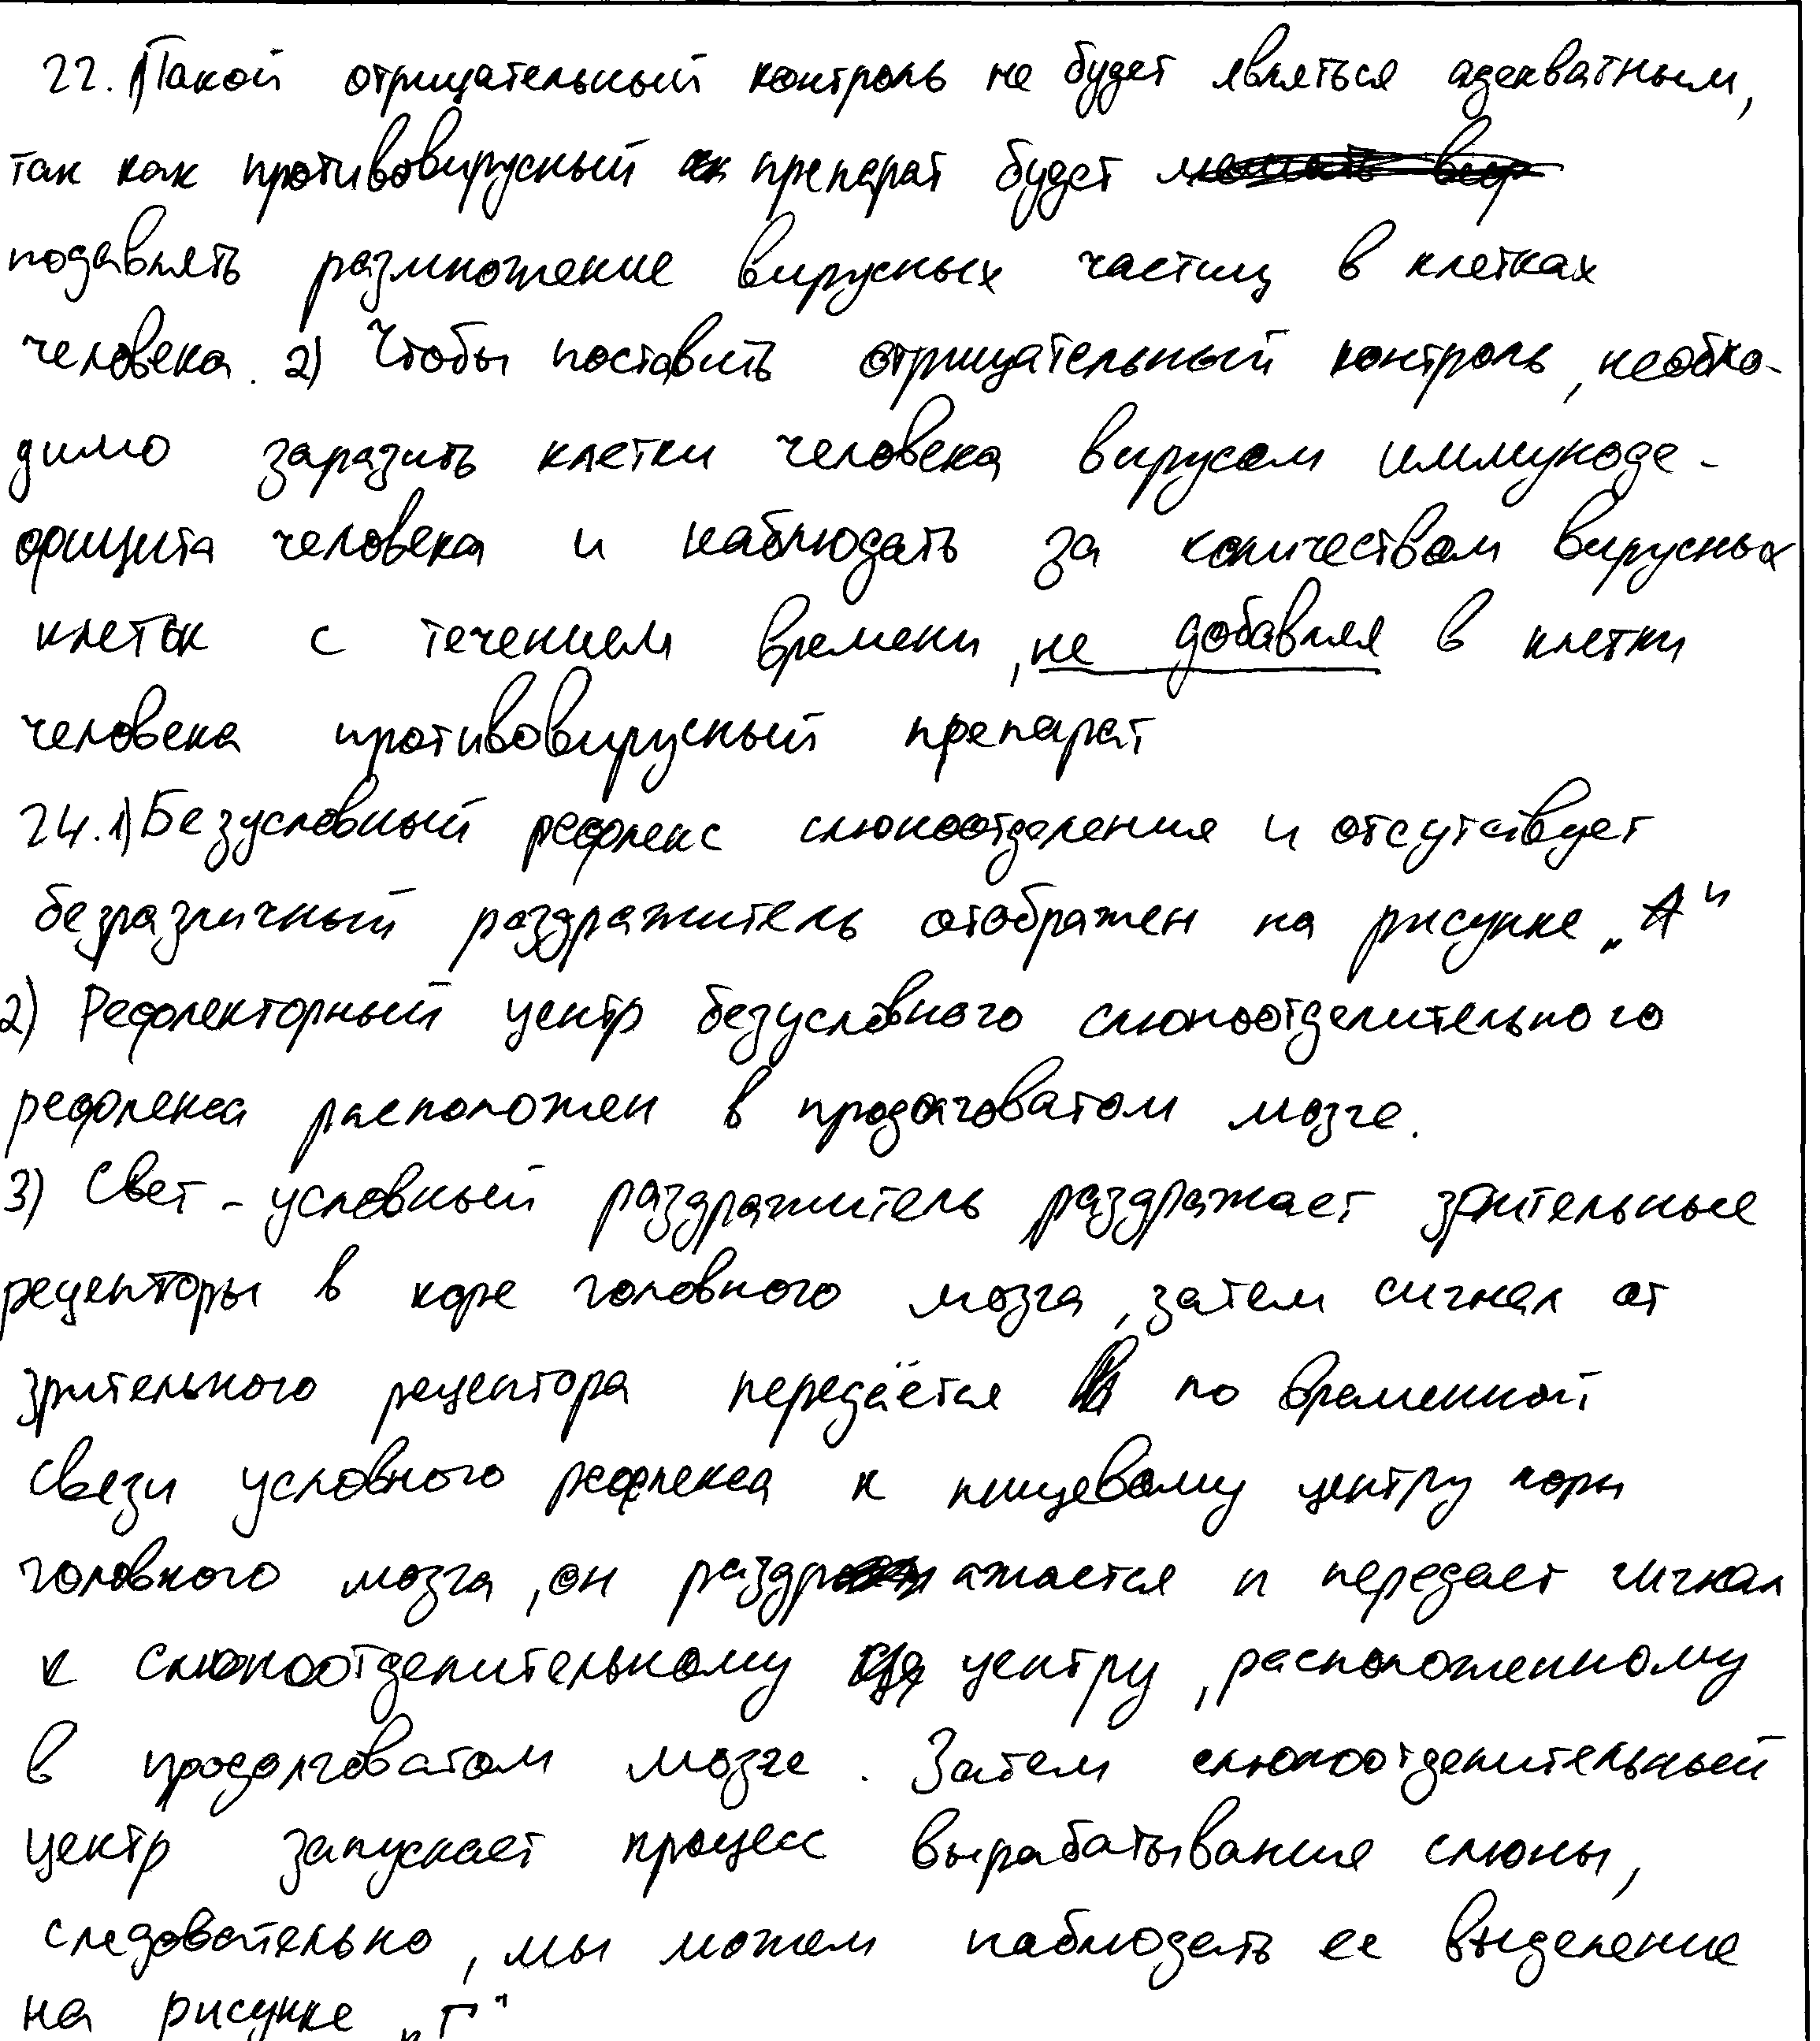 22. 1) Такой отрицательный контроль не будет являться адекватным,
так как противовирусный препарат будет
подавлять размножение вирусных частиц в клетках
человека. 2) Чтобы поставить отрицательный контроль, необхо-
димо заразить клетки человека вирусом иммуноде-
фицита человека и наблюдать за количеством вирусных
клеток с течением времени, не добавляя в клетки
человека противовирусный препарат
24. 1) Безусловный рефлекс слюноотделения и отсутствует
безразличный раздражитель отображен на рисунке „А"
2) Рефлекторный центр безусловного слюноотделительного
рефлекса расположен в продолговатом мозге.
3) Свет - условный раздражитель раздражает зрительные
рецепторы в коре головного мозга, затем сигнал от
зрительного рецептора передаётся по временной
связи условного рефлекса к пищевому центру коры
головного мозга, он раздражается и передает сигнал
к слюноотделительному центру, расположенному
в продолговатом мозге. Затем слюноотделительный
центр запускает процесс вырабатывания слюны,
следовательно, мы можем наблюдать ее выделение
на рисунке „Г"